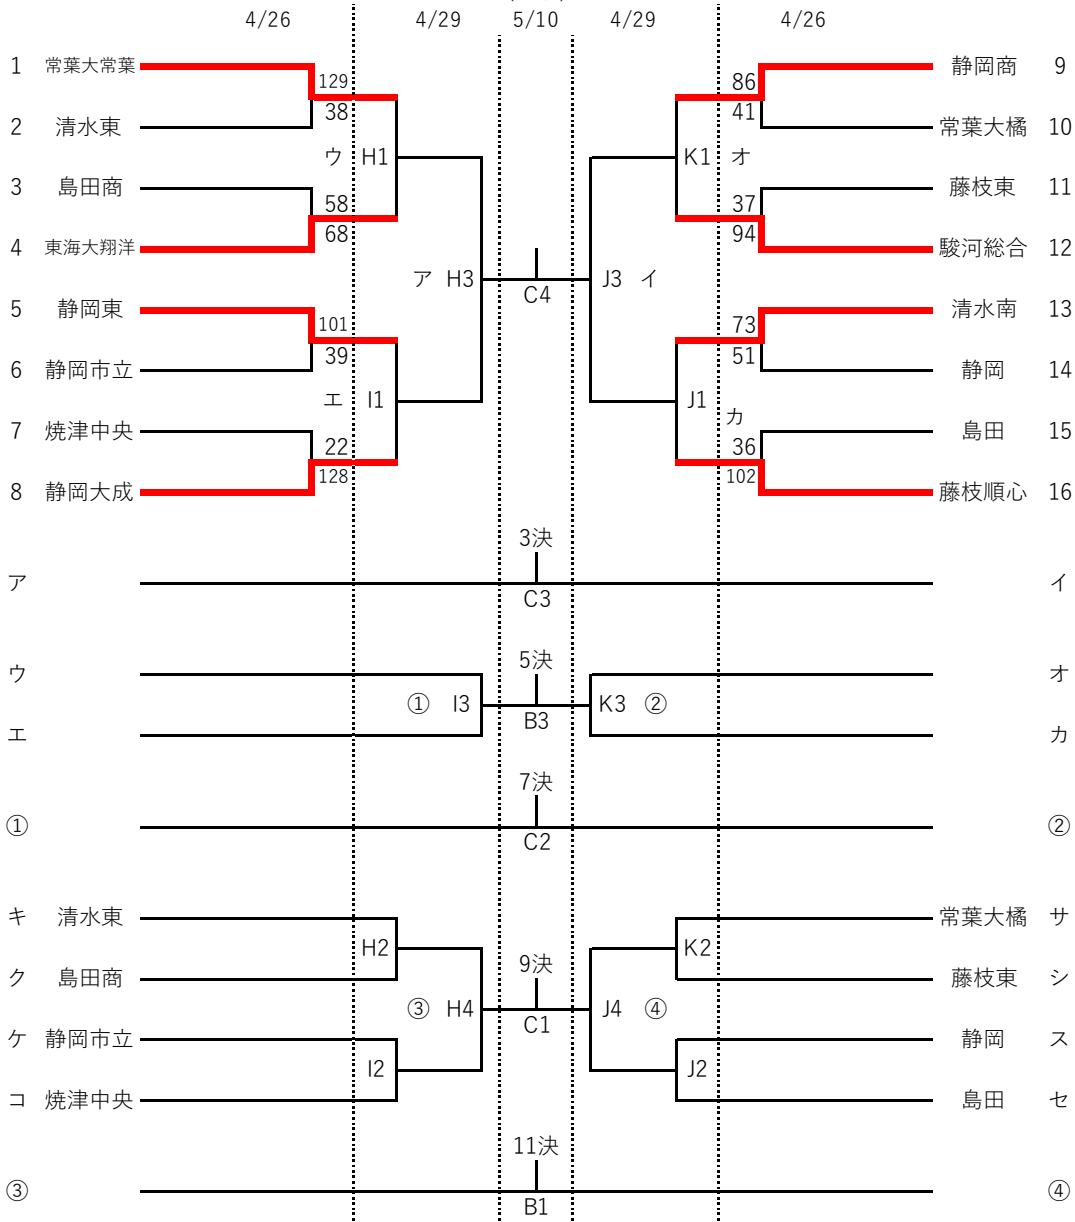 4/26 4/29 5/10 4/29 4/26
1 常葉大常葉 129 86 静岡商 9
2 清水東 38 41 常葉大橘 10
ウ H1 K1 オ
3 島田商 58 37 藤枝東 11
4 東海大翔洋 68 94 駿河総合 12
ア H3 C4 J3 イ
5 静岡東 101 73 清水南 13
6 静岡市立 39 51 静岡 14
エ I1 J1 カ
7 焼津中央 22 36 島田 15
8 静岡大成 128 102 藤枝順心 16
3決
ア C3 イ
ウ 5決 オ
① I3 B3 K3 ②
エ カ
7決
① C2 ②
キ 清水東 常葉大橘 サ
H2 K2
ク 島田商 9決 藤枝東 シ
③ H4 C1 J4 ④
ケ 静岡市立 静岡 ス
I2 J2
コ 焼津中央 島田 セ
11決
③ B1 ④